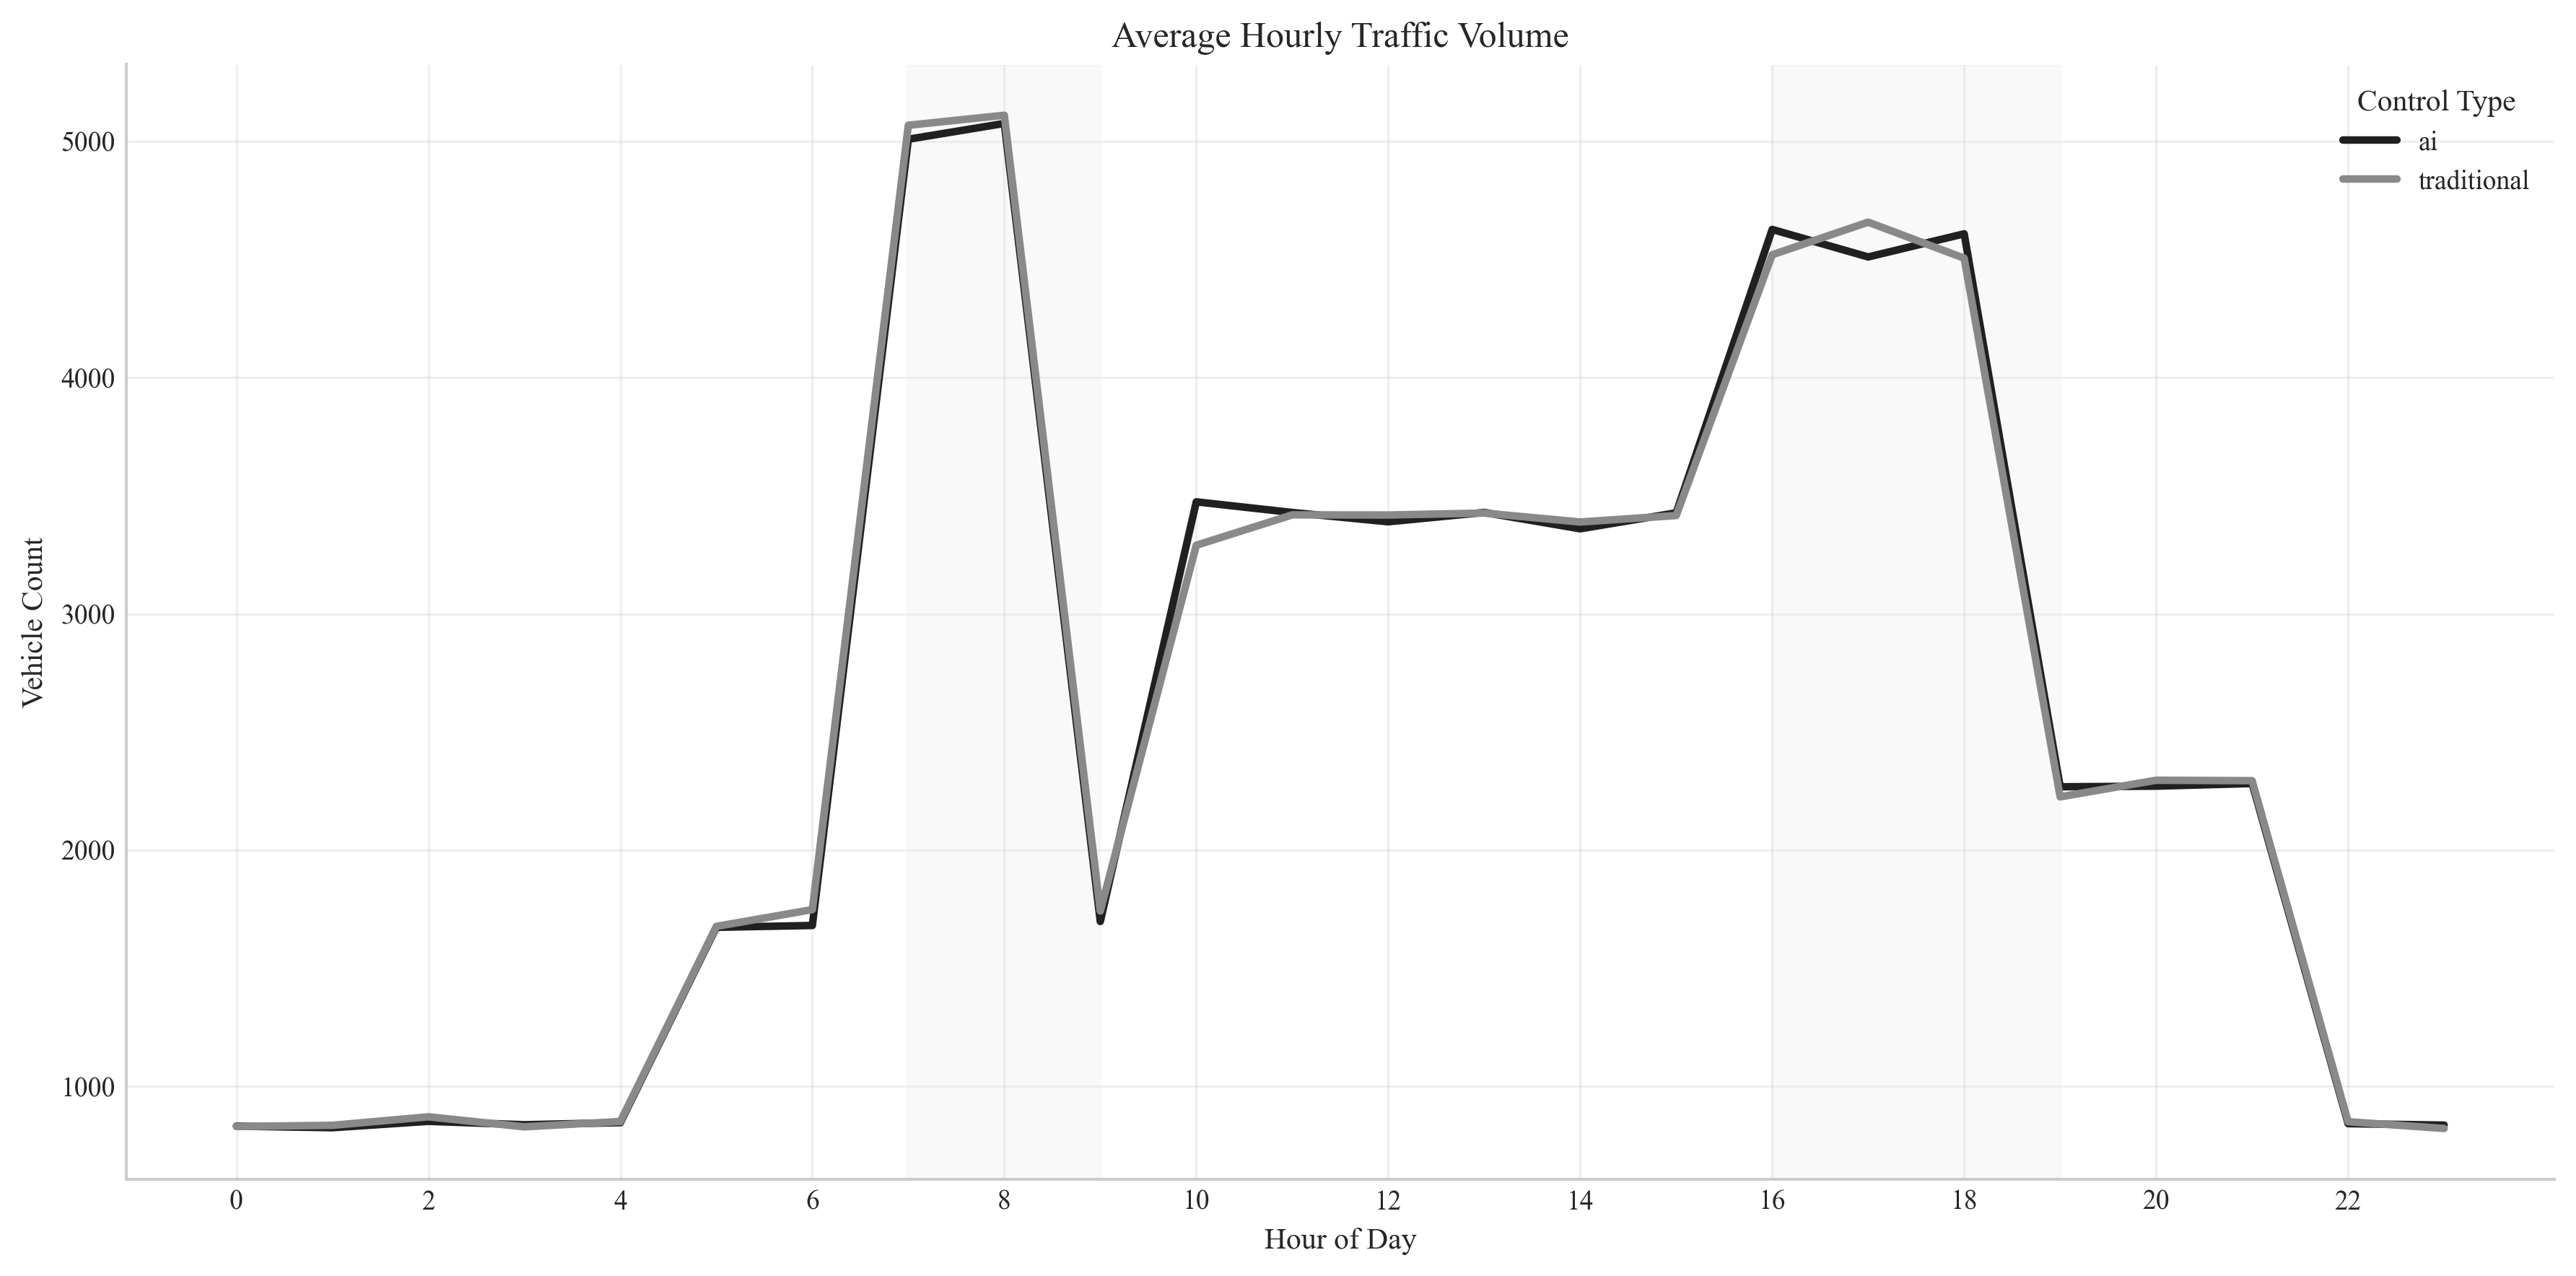 Average Hourly Traffic Volume
Control Type
ai
traditional
5000
4000
3000
2000
1000
Vehicle Count
0 2 4 6 8 10 12 14 16 18 20 22
Hour of Day